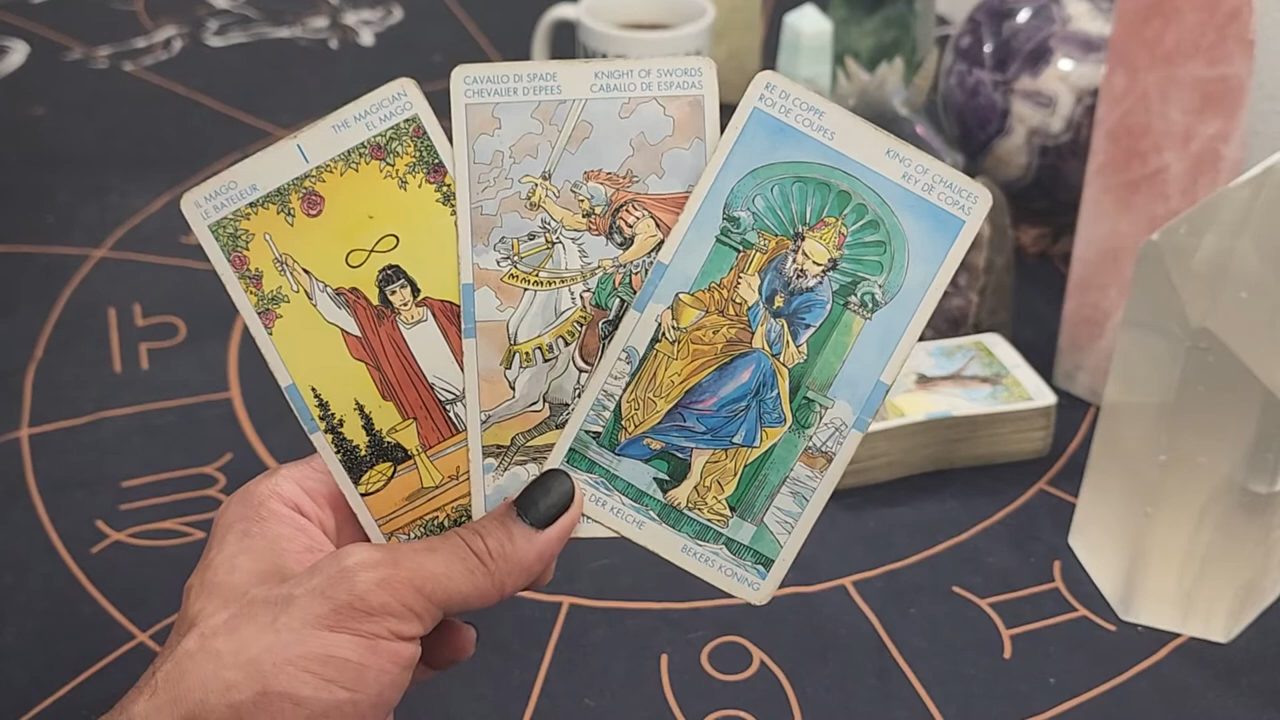 IL MAGO
LE BATELEUR
I
THE MAGICIAN
EL MAGO
CAVALLO DI SPADE
CHEVALIER D'EPEES
KNIGHT OF SWORDS
CABALLO DE ESPADAS
RE DI COPPE
ROI DE COUPES
KING OF CHALICES
REY DE COPAS
DER KELCHE
BEKERS KONING